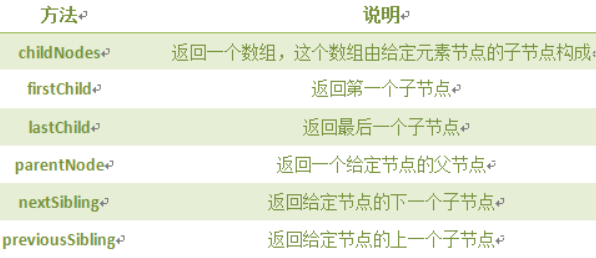 方法 说明
childNodes 返回一个数组，这个数组由给定元素节点的子节点构成
firstChild 返回第一个子节点
lastChild 返回最后一个子节点
parentNode 返回一个给定节点的父节点
nextSibling 返回给定节点的下一个子节点
previousSibling 返回给定节点的上一个子节点